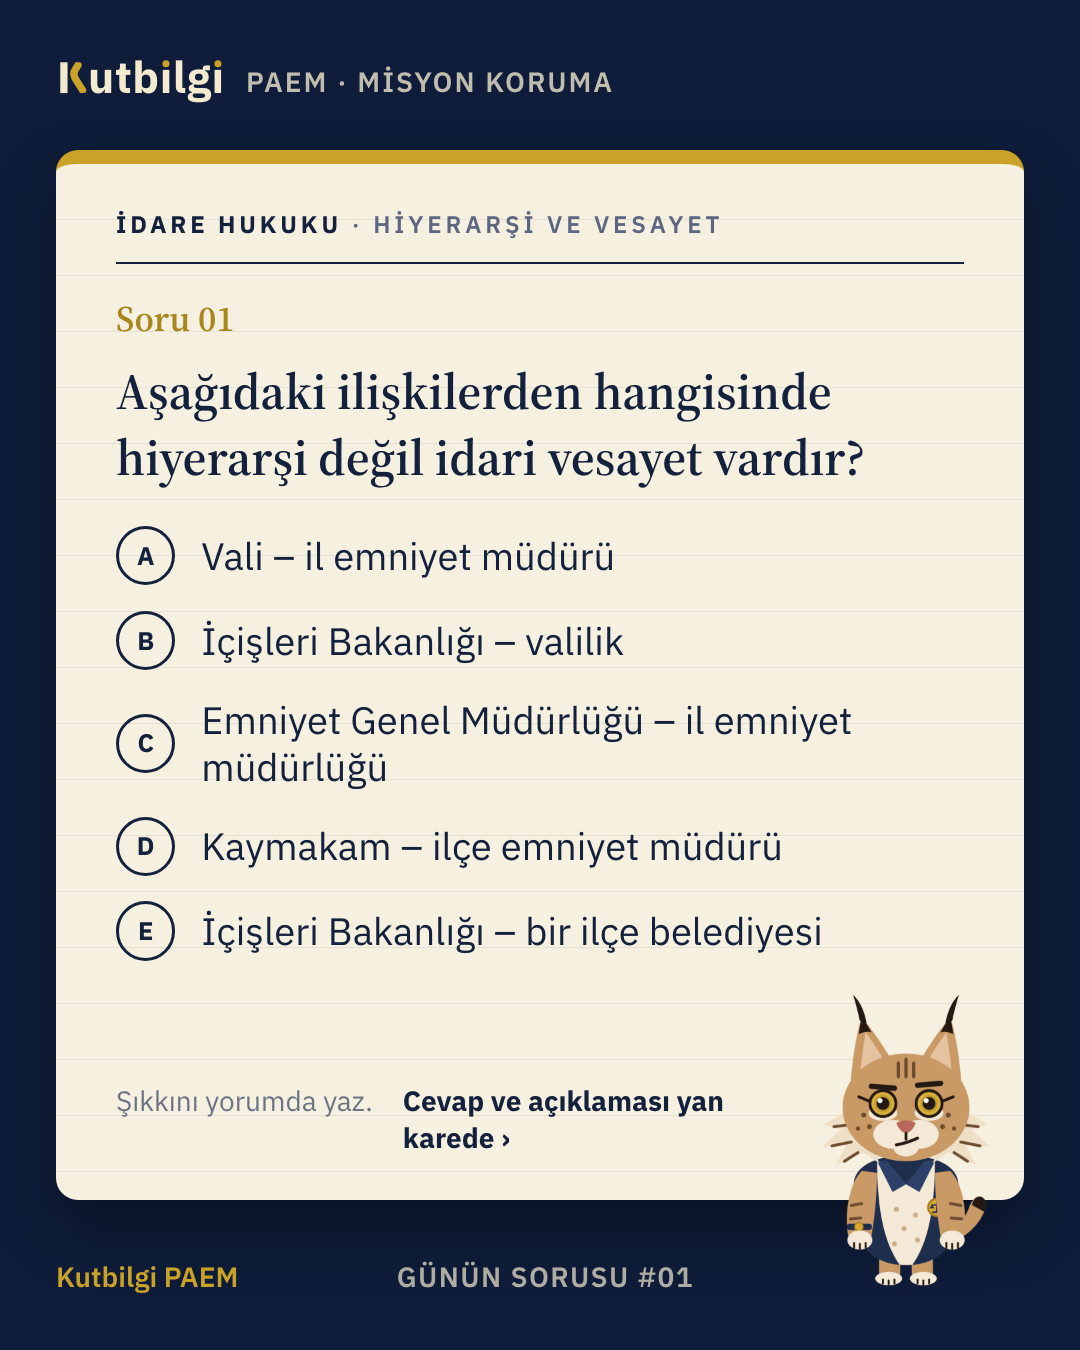 Kutbilgi PAEM · MİSYON KORUMA
İDARE HUKUKU · HİYERARŞİ VE VESAYET
Soru 01
Aşağıdaki ilişkilerden hangisinde
hiyerarşi değil idari vesayet vardır?
A Vali – il emniyet müdürü
B İçişleri Bakanlığı – valilik
C Emniyet Genel Müdürlüğü – il emniyet
müdürlüğü
D Kaymakam – ilçe emniyet müdürü
E İçişleri Bakanlığı – bir ilçe belediyesi
Şıkkını yorumda yaz. Cevap ve açıklaması yan
karede ›
Kutbilgi PAEM GÜNÜN SORUSU #01